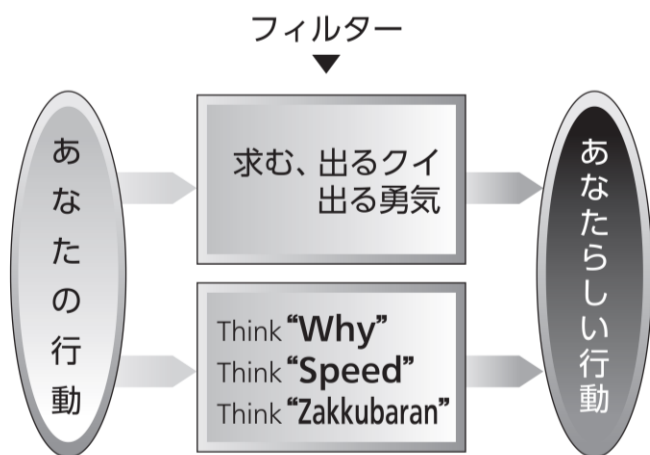 フィルター
あなたの行動
求む、出るクイ
出る勇気
Think “Why”
Think “Speed”
Think “Zakkubaran”
あなたらしい行動